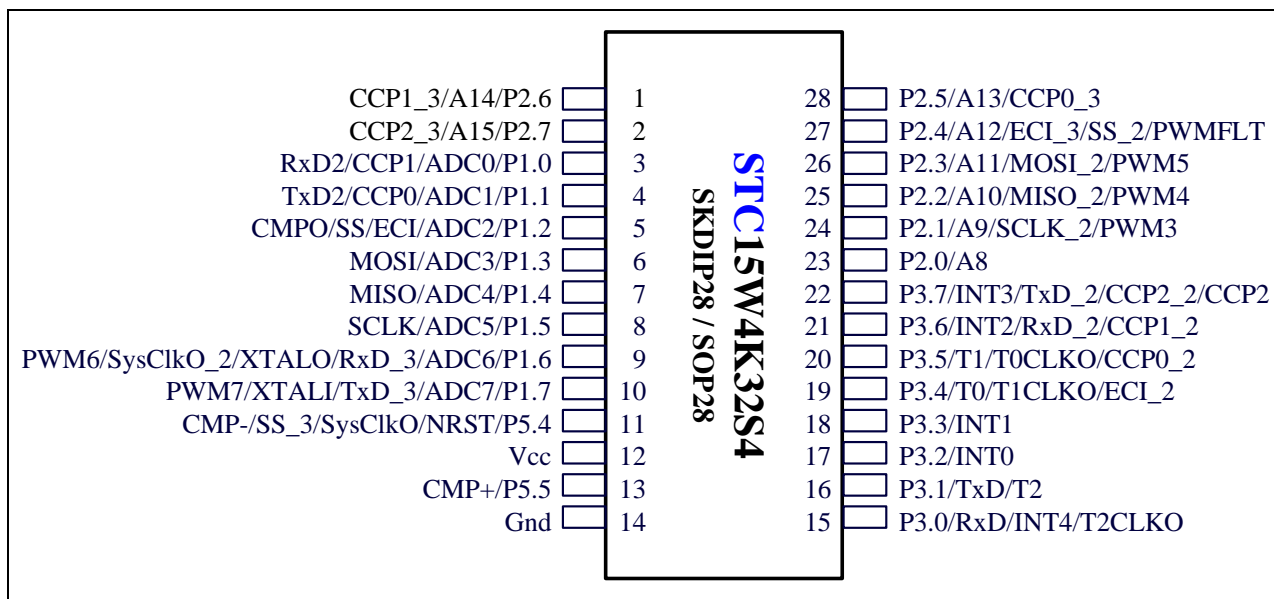 CCP1_3/A14/P2.6 1 28 P2.5/A13/CCP0_3
CCP2_3/A15/P2.7 2 27 P2.4/A12/ECI_3/SS_2/PWMFLT
RxD2/CCP1/ADC0/P1.0 3 26 P2.3/A11/MOSI_2/PWM5
TxD2/CCP0/ADC1/P1.1 4 25 P2.2/A10/MISO_2/PWM4
CMPO/SS/ECI/ADC2/P1.2 5 24 P2.1/A9/SCLK_2/PWM3
MOSI/ADC3/P1.3 6 23 P2.0/A8
MISO/ADC4/P1.4 7 22 P3.7/INT3/TxD_2/CCP2_2/CCP2
SCLK/ADC5/P1.5 8 21 P3.6/INT2/RxD_2/CCP1_2
PWM6/SysClkO_2/XTALO/RxD_3/ADC6/P1.6 9 20 P3.5/T1/T0CLKO/CCP0_2
PWM7/XTALI/TxD_3/ADC7/P1.7 10 19 P3.4/T0/T1CLKO/ECI_2
CMP-/SS_3/SysClkO/NRST/P5.4 11 18 P3.3/INT1
Vcc 12 17 P3.2/INT0
CMP+/P5.5 13 16 P3.1/TxD/T2
Gnd 14 15 P3.0/RxD/INT4/T2CLKO
STC15W4K32S4
SKDIP28 / SOP28